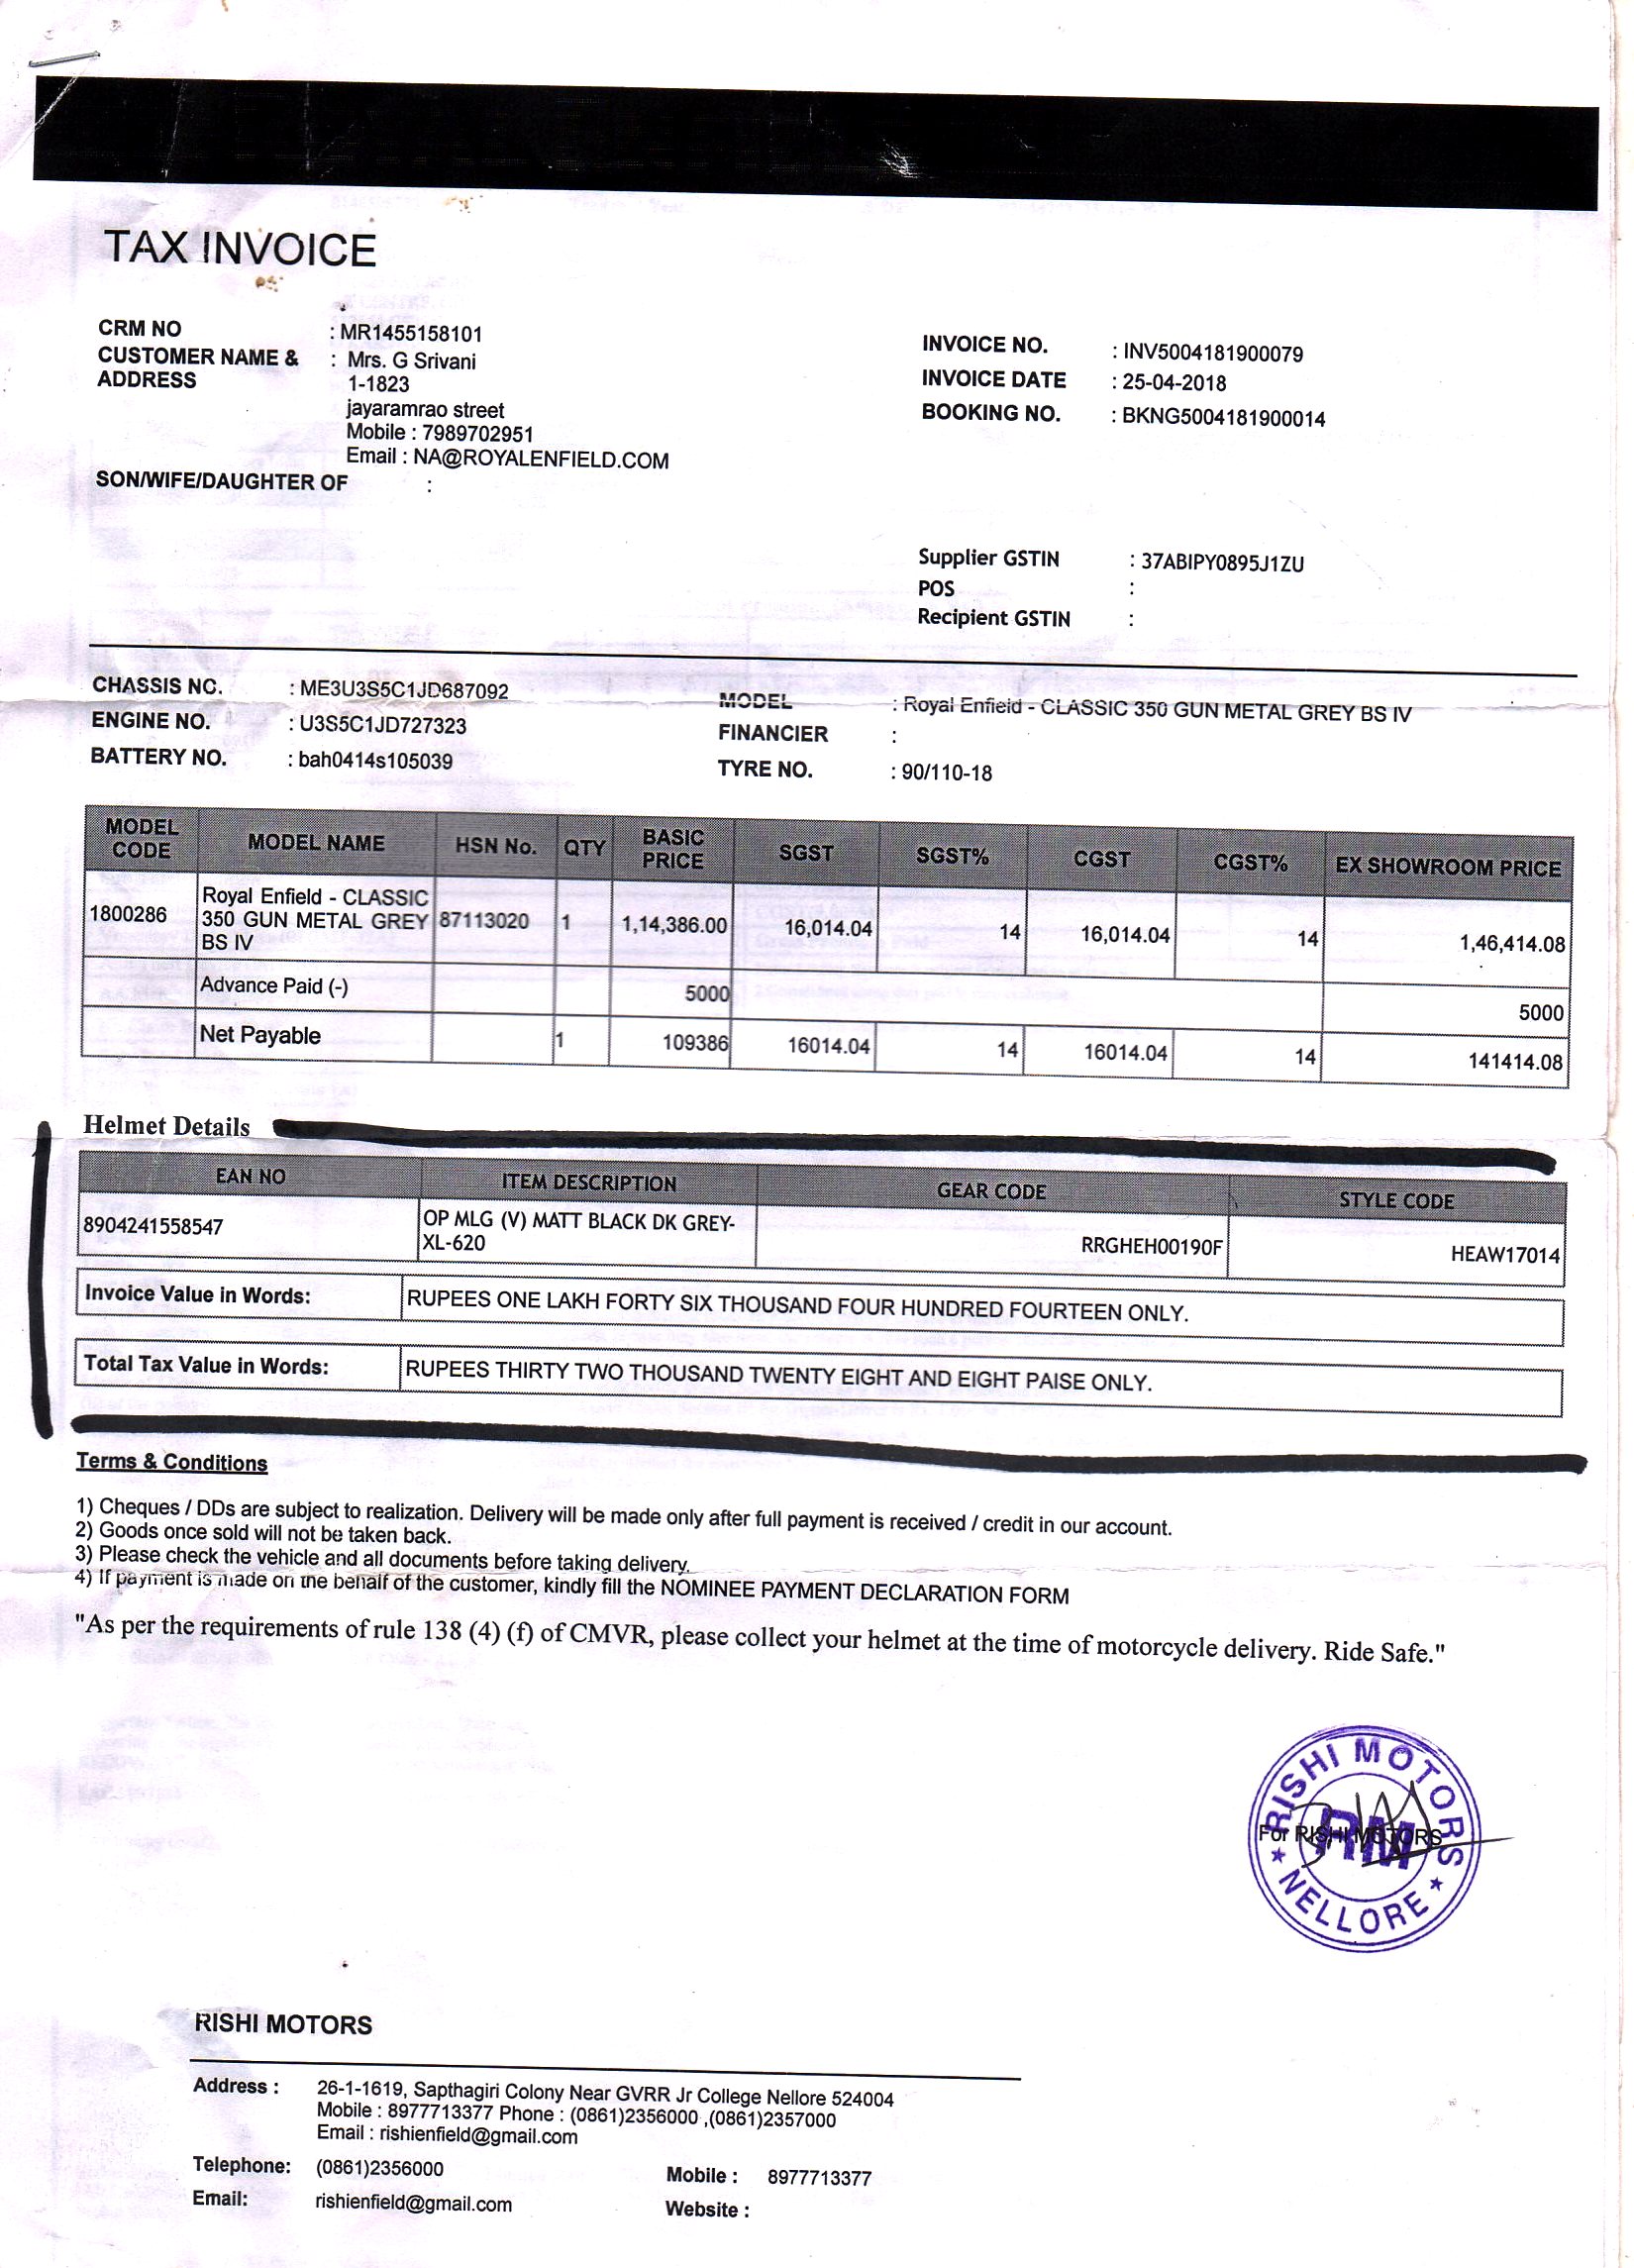 TAX INVOICE
CRM NO : MR1455158101
CUSTOMER NAME & : Mrs. G Srivani
ADDRESS 1-1823
jayaramrao street
Mobile : 7989702951
Email : NA@ROYALENFIELD.COM
SON/WIFE/DAUGHTER OF :
INVOICE NO. : INV5004181900079
INVOICE DATE : 25-04-2018
BOOKING NO. : BKNG5004181900014
Supplier GSTIN : 37ABIPY0895J1ZU
POS :
Recipient GSTIN :
CHASSIS NO. : ME3U3S5C1JD687092
ENGINE NO. : U3S5C1JD727323
BATTERY NO. : bah0414s105039
MODEL : Royal Enfield - CLASSIC 350 GUN METAL GREY BS IV
FINANCIER :
TYRE NO. : 90/110-18
MODEL CODE MODEL NAME HSN No. QTY BASIC PRICE SGST SGST% CGST CGST% EX SHOWROOM PRICE
1800286 Royal Enfield - CLASSIC 350 GUN METAL GREY BS IV 87113020 1 1,14,386.00 16,014.04 14 16,014.04 14 1,46,414.08
Advance Paid (-) 5000 5000
Net Payable 1 109386 16014.04 14 16014.04 14 141414.08
Helmet Details
EAN NO ITEM DESCRIPTION GEAR CODE STYLE CODE
8904241558547 OP MLG (V) MATT BLACK DK GREY-XL-620 RRGHEH00190F HEAW17014
Invoice Value in Words: RUPEES ONE LAKH FORTY SIX THOUSAND FOUR HUNDRED FOURTEEN ONLY.
Total Tax Value in Words: RUPEES THIRTY TWO THOUSAND TWENTY EIGHT AND EIGHT PAISE ONLY.
Terms & Conditions
1) Cheques / DDs are subject to realization. Delivery will be made only after full payment is received / credit in our account.
2) Goods once sold will not be taken back.
3) Please check the vehicle and all documents before taking delivery.
4) If payment is made on the behalf of the customer, kindly fill the NOMINEE PAYMENT DECLARATION FORM
"As per the requirements of rule 138 (4) (f) of CMVR, please collect your helmet at the time of motorcycle delivery. Ride Safe."
RISHI MOTORS
RM
For RISHI MOTORS
NELLORE
RISHI MOTORS
Address : 26-1-1619, Sapthagiri Colony Near GVRR Jr College Nellore 524004
Mobile : 8977713377 Phone : (0861)2356000 ,(0861)2357000
Email : rishienfield@gmail.com
Telephone: (0861)2356000 Mobile : 8977713377
Email: rishienfield@gmail.com Website :